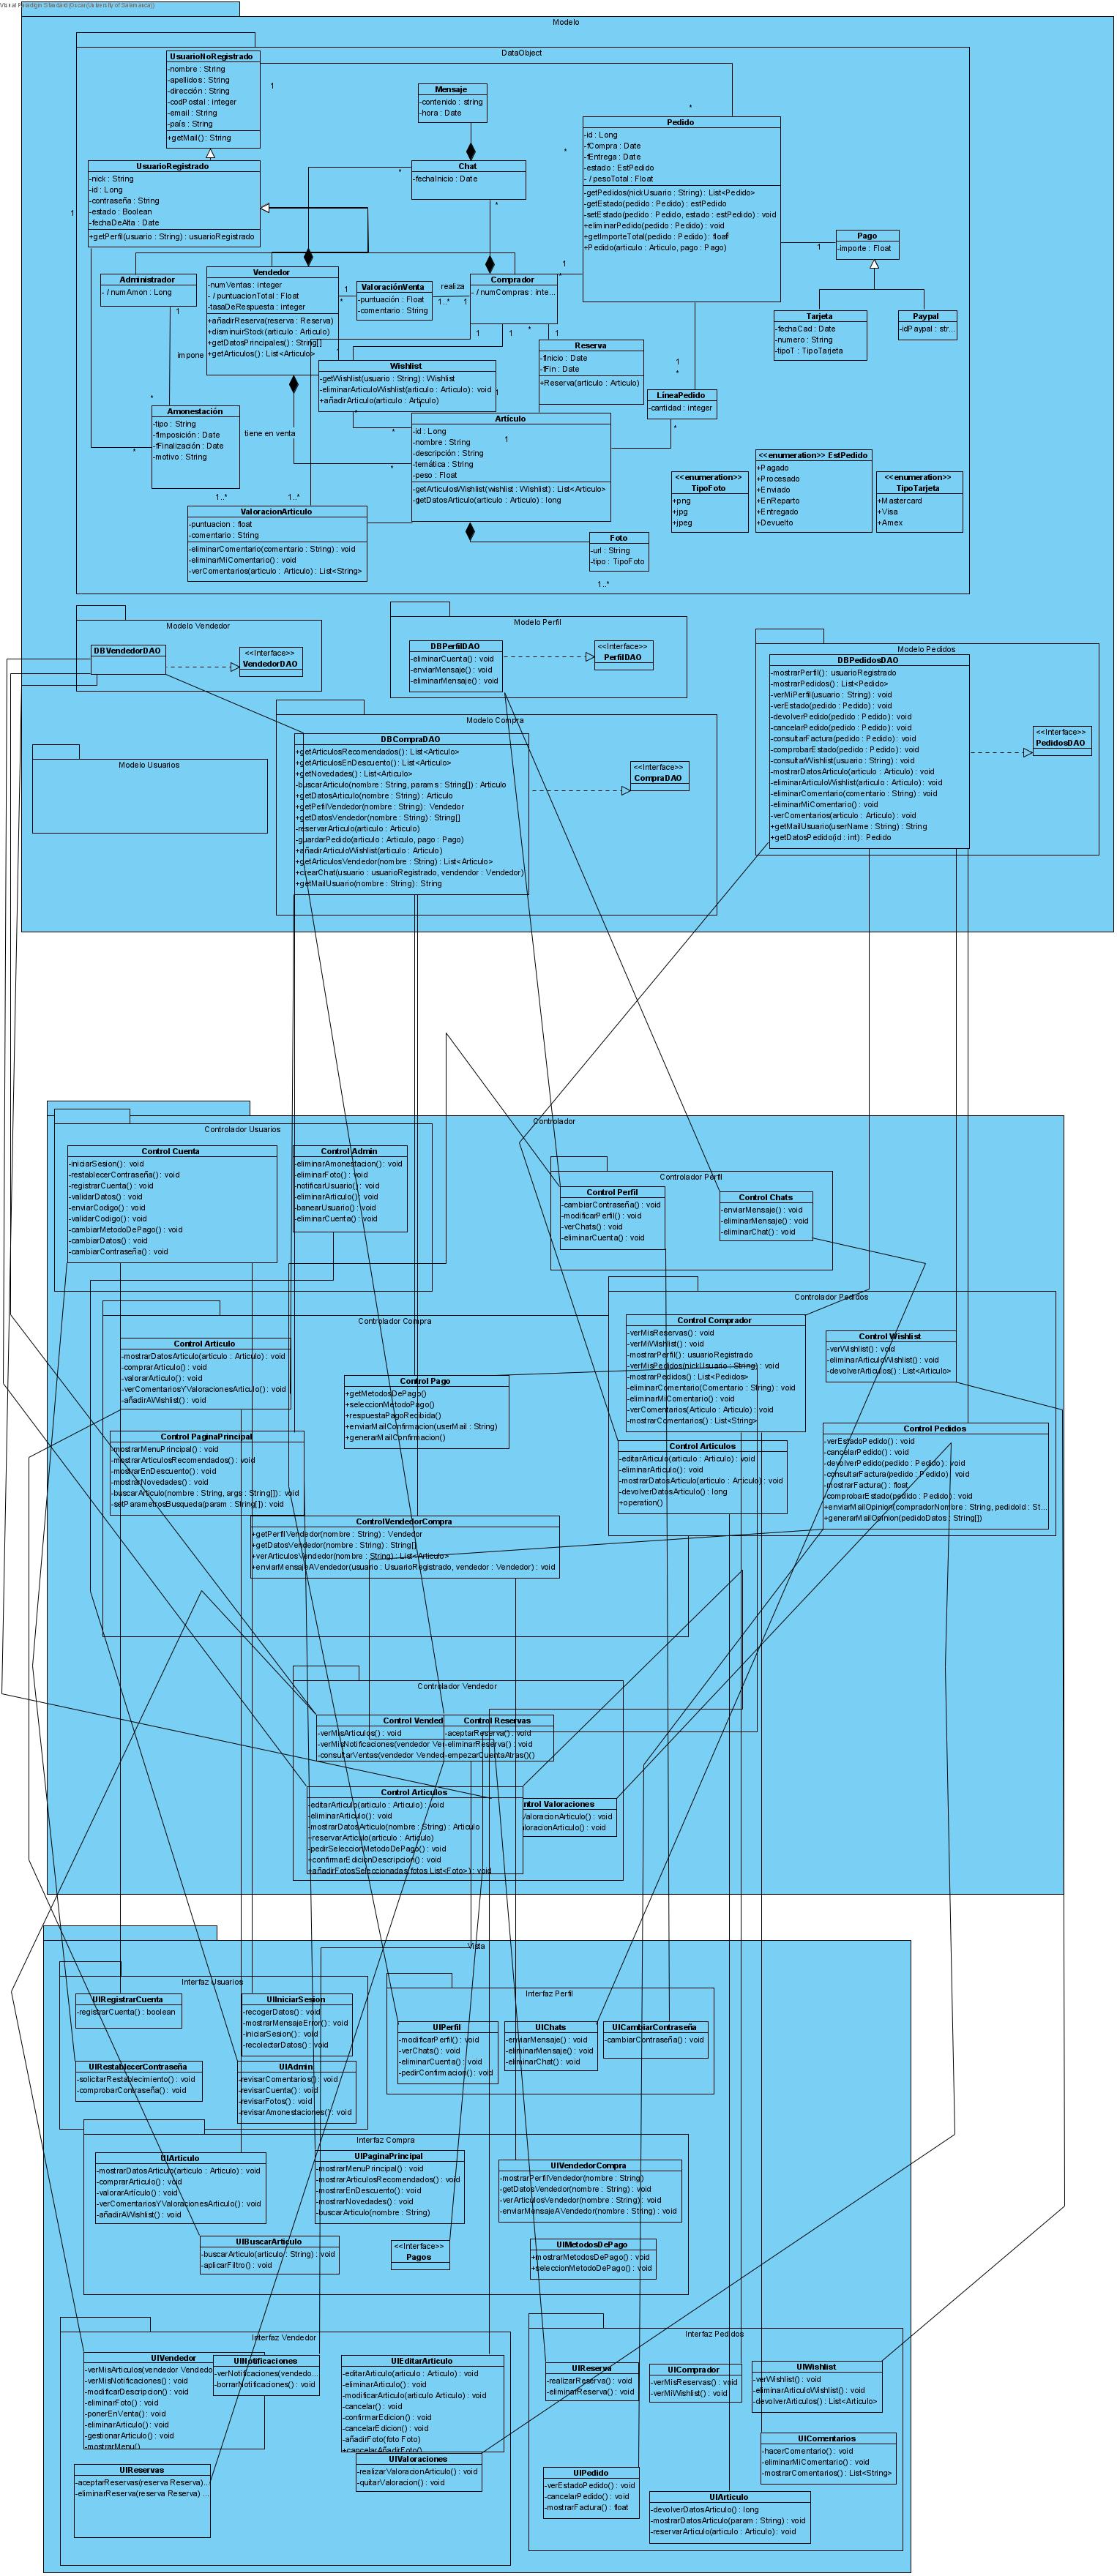 Visual Paradigm Standard(Oscar(University of Salamanca))
Modelo
DataObject
UsuarioNoRegistrado
-nombre : String
-apellidos : String
-dirección : String
-codPostal : integer
-email : String
-país : String
+getMail() : String
1
Mensaje
-contenido : string
-hora : Date
*
Pedido
-id : Long
-fCompra : Date
-fEntrega : Date
-estado : EstPedido
- / pesoTotal : Float
-getPedidos(nickUsuario : String) : List<Pedido>
-getEstado(pedido : Pedido) : estPedido
-setEstado(pedido : Pedido, estado : estPedido) : void
+eliminarPedido(pedido : Pedido) : void
+getImporteTotal(pedido : Pedido) : float
+Pedido(articulo : Articulo, pago : Pago)
*
UsuarioRegistrado
-nick : String
-id : Long
-contraseña : String
-estado : Boolean
-fechaDeAlta : Date
+getPerfil(usuario : String) : usuarioRegistrado
1
Chat
-fechaInicio : Date
*
*
Pago
-importe : Float
1
Administrador
- / numAmon : Long
1
Vendedor
-numVentas : integer
- / puntuacionTotal : Float
-tasaDeRespuesta : integer
+añadirReserva(reserva : Reserva)
+disminuirStock(articulo : Articulo)
+getDatosPrincipales() : String[]
+getArticulos() : List<Articulo>
1
*
ValoraciónVenta
-puntuación : Float
-comentario : String
realiza
1..*
1
Comprador
- / numCompras : inte...
1
*
1
1
*
1
Tarjeta
-fechaCad : Date
-numero : String
-tipoT : TipoTarjeta
Paypal
-idPaypal : str...
impone
Wishlist
-getWishlist(usuario : String) : Wishlist
-eliminarArticuloWishlist(articulo : Articulo) : void
+añadirArticulo(articulo : Articulo)
1
1
Reserva
-fInicio : Date
-fFin : Date
+Reserva(articulo : Articulo)
1
*
LíneaPedido
-cantidad : integer
*
*
Amonestación
-tipo : String
-fImposición : Date
-fFinalización : Date
-motivo : String
*
tiene en venta
*
*
*
Artículo
-id : Long
-nombre : String
-descripción : String
-temática : String
-peso : Float
-getArticulosWishlist(wishlist : Wishlist) : List<Articulo>
-getDatosArticulo(articulo : Articulo) : long
1
<<enumeration>>
TipoFoto
+png
+jpg
+jpeg
<<enumeration>> EstPedido
+Pagado
+Procesado
+Enviado
+EnReparto
+Entregado
+Devuelto
<<enumeration>>
TipoTarjeta
+Mastercard
+Visa
+Amex
1..*
1..*
ValoracionArticulo
-puntuacion : float
-comentario : String
-eliminarComentario(comentario : String) : void
-eliminarMiComentario() : void
-verComentarios(articulo : Articulo) : List<String>
Foto
-url : String
-tipo : TipoFoto
1..*
Modelo Vendedor
DBVendedorDAO
<<Interface>>
VendedorDAO
Modelo Perfil
DBPerfilDAO
-eliminarCuenta() : void
-enviarMensaje() : void
-eliminarMensaje() : void
<<Interface>>
PerfilDAO
Modelo Pedidos
DBPedidosDAO
-mostrarPerfil() : usuarioRegistrado
-mostrarPedidos() : List<Pedido>
-verMiPerfil(usuario : String) : void
-verEstado(pedido : Pedido) : void
-devolverPedido(pedido : Pedido) : void
-cancelarPedido(pedido : Pedido) : void
-consultarFactura(pedido : Pedido) : void
-comprobarEstado(pedido : Pedido) : void
-consultarWishlist(usuario : String) : void
-mostrarDatosArticulo(articulo : Articulo) : void
-eliminarArticuloWishlist(articulo : Articulo) : void
-eliminarComentario(comentario : String) : void
-eliminarMiComentario() : void
-verComentarios(articulo : Articulo) : void
+getMailUsuario(userName : String) : String
+getDatosPedido(id : int) : Pedido
<<Interface>>
PedidosDAO
Modelo Compra
DBCompraDAO
+getArticulosRecomendados() : List<Articulo>
+getArticulosEnDescuento() : List<Articulo>
+getNovedades() : List<Articulo>
-buscarArticulo(nombre : String, params : String[]) : Articulo
+getDatosArticulo(nombre : String) : Articulo
+getPefilVendedor(nombre : String) : Vendedor
+getDatosVendedor(nombre : String) : String[]
-reservarArticulo(articulo : Articulo)
-guardarPedido(articulo : Articulo, pago : Pago)
+añadirArticuloWishlist(articulo : Articulo)
+getArticulosVendedor(nombre : String) : List<Articulo>
+crearChat(usuario : usuarioRegistrado, vendendor : Vendedor)
+getMailUsuario(nombre : String) : String
<<Interface>>
CompraDAO
Modelo Usuarios
Controlador
Controlador Usuarios
Control Cuenta
-iniciarSesion() : void
-restablecerContraseña() : void
-registrarCuenta() : void
-validarDatos() : void
-enviarCodigo() : void
-validarCodigo() : void
-cambiarMetodoDePago() : void
-cambiarDatos() : void
-cambiarContraseña() : void
Control Admin
-eliminarAmonestacion() : void
-eliminarFoto() : void
-notificarUsuario() : void
-eliminarArticulo() : void
-banearUsuario() : void
-eliminarCuenta() : void
Controlador Perfil
Control Perfil
-cambiarContraseña() : void
-modificarPerfil() : void
-verChats() : void
-eliminarCuenta() : void
Control Chats
-enviarMensaje() : void
-eliminarMensaje() : void
-eliminarChat() : void
Controlador Pedidos
Control Comprador
-verMisReservas() : void
-verMiWishlist() : void
-mostrarPerfil() : usuarioRegistrado
-verMisPedidos(nickUsuario : String) : void
-mostrarPedidos() : List<Pedidos>
-eliminarComentario(Comentario : String) : void
-eliminarMiComentario() : void
-verComentarios(Articulo : Articulo) : void
-mostrarComentarios() : List<String>
Control Wishlist
-verWishlist() : void
-eliminarArticuloWishlist() : void
-devolverArticulos() : List<Articulo>
Control Pedidos
-verEstadoPedido() : void
-cancelarPedido() : void
-devolverPedido(pedido : Pedido) : void
-consultarFactura(pedido : Pedido) : void
-mostrarFactura() : float
-comprobarEstado(pedido : Pedido) : void
+enviarMailOpinion(compradorNombre : String, pedidoId : St...
+generarMailOpinion(pedidoDatos : String[])
Control Articulos
-editarArticulo(articulo : Articulo) : void
-eliminarArticulo() : void
-mostrarDatosArticulo(articulo : Articulo) : void
-devolverDatosArticulo() : long
+operation()
Controlador Compra
Control Articulo
-mostrarDatosArticulo(articulo : Articulo) : void
-comprarArticulo() : void
-valorarArticulo() : void
-verComentariosYValoracionesArticulo() : void
-añadirAWishlist() : void
Control Pago
+getMetodosDePago()
+seleccionMetodoPago()
+respuestaPagoRecibida()
+enviarMailConfirmacion(userMail : String)
+generarMailConfirmacion()
Control PaginaPrincipal
-mostrarMenuPrincipal() : void
-mostrarArticulosRecomendados() : void
-mostrarEnDescuento() : void
-mostrarNovedades() : void
-buscarArticulo(nombre : String, args : String[]) : void
-setParametrosBusqueda(param : String[]) : void
ControlVendedorCompra
+getPerfilVendedor(nombre : String) : Vendedor
+getDatosVendedor(nombre : String) : String[]
+verArticulosVendedor(nombre : String) : List<Articulo>
+enviarMensajeAVendedor(usuario : UsuarioRegistrado, vendedor : Vendedor) : void
Controlador Vendedor
Control Vended
-verMisArticulos() : void
-verMisNotificaciones(vendedor Ver
-consultarVentas(vendedor Vended
Control Reservas
-aceptarReserva() : void
-eliminarReserva() : void
-empezarCuentaAtras()()
Control Articulos
-editarArticulo(articulo : Articulo) : void
-eliminarArticulo() : void
-mostrarDatosArticulo(nombre : String) : Articulo
-reservarArticulo(articulo : Articulo)
-pedirSeleccionMetodoDePago() : void
+confirmarEdicionDescripcion() : void
+añadirFotosSeleccionadas(fotos List<Foto>) : void
ntrol Valoraciones
ValoracionArticulo() : void
loracionArticulo() : void
Vista
Interfaz Usuarios
UIRegistrarCuenta
-registrarCuenta() : boolean
UIIniciarSesion
-recogerDatos() : void
-mostrarMensajeError() : void
-iniciarSesion() : void
-recolectarDatos() : void
UIRestablecerContraseña
-solicitarRestablecimiento() : void
-comprobarContraseña() : void
UIAdmin
-revisarComentarios() : void
-revisarCuenta() : void
-revisarFotos() : void
-revisarAmonestaciones() : void
Interfaz Perfil
UIPerfil
-modificarPerfil() : void
-verChats() : void
-eliminarCuenta() : void
-pedirConfirmacion() : void
UIChats
-enviarMensaje() : void
-eliminarMensaje() : void
-eliminarChat() : void
UICambiarContraseña
-cambiarContraseña() : void
Interfaz Compra
UIArticulo
-mostrarDatosArticulo(articulo : Articulo) : void
-comprarArticulo() : void
-valorarArtículo() : void
-verComentariosYValoracionesArticulo() : void
-añadirAWishlist() : void
UIPaginaPrincipal
-mostrarMenuPrincipal() : void
-mostrarArticulosRecomendados() : void
-mostrarEnDescuento() : void
-mostrarNovedades() : void
-buscarArticulo(nombre : String)
UIVendedorCompra
-mostrarPerfilVendedor(nombre : String)
-getDatosVendedor(nombre : String) : void
-verArticulosVendedor(nombre : String) : void
-enviarMensajeAVendedor(nombre : String) : void
UIBuscarArticulo
-buscarArticulo(articulo : String) : void
-aplicarFiltro() : void
<<Interface>>
Pagos
UIMetodosDePago
+mostrarMetodosDePago() : void
+seleccionMetodoDePago() : void
Interfaz Vendedor
UIVendedor
-verMisArticulos(vendedor Vendedo
-verMisNotificaciones() : void
-modificarDescripcion() : void
-eliminarFoto() : void
-ponerEnVenta() : void
-eliminarArticulo() : void
-gestionarArticulo() : void
-mostrarMenu()
UINotificaciones
-verNotificaciones(vendedo...
-borrarNotificaciones() : void
UIEditarArticulo
-editarArticulo(articulo : Articulo) : void
-eliminarArticulo() : void
-modificarArticulo(articulo Articulo) : void
-cancelar() : void
-confirmarEdicion() : void
-cancelarEdicion() : void
-añadirFoto(foto Foto)
+cancelarAñadirFoto()
UIValoraciones
-realizarValoracionArticulo() : void
-quitarValoracion() : void
UIReservas
-aceptarReservas(reserva Reserva)...
-eliminarReserva(reserva Reserva) ...
Interfaz Pedidos
UIReserva
-realizarReserva() : void
-eliminarReserva() : void
UIComprador
-verMisReservas() : void
-verMiWishlist() : void
UIWishlist
-verWishlist() : void
-eliminarArticuloWishlist() : void
-devolverArticulos() : List<Articulo>
UIComentarios
-hacerComentario() : void
-eliminarMiComentario() : void
-mostrarComentarios() : List<String>
UIPedido
-verEstadoPedido() : void
-cancelarPedido() : void
-mostrarFactura() : float
UIArticulo
-devolverDatosArticulo() : long
-mostrarDatosArticulo(param : String) : void
-reservarArticulo(articulo : Articulo) : void